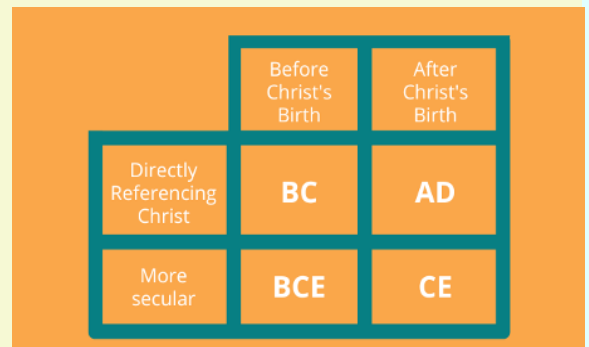 Before
Christ's
Birth
After
Christ's
Birth
Directly
Referencing
Christ
BC
AD
More
secular
BCE
CE